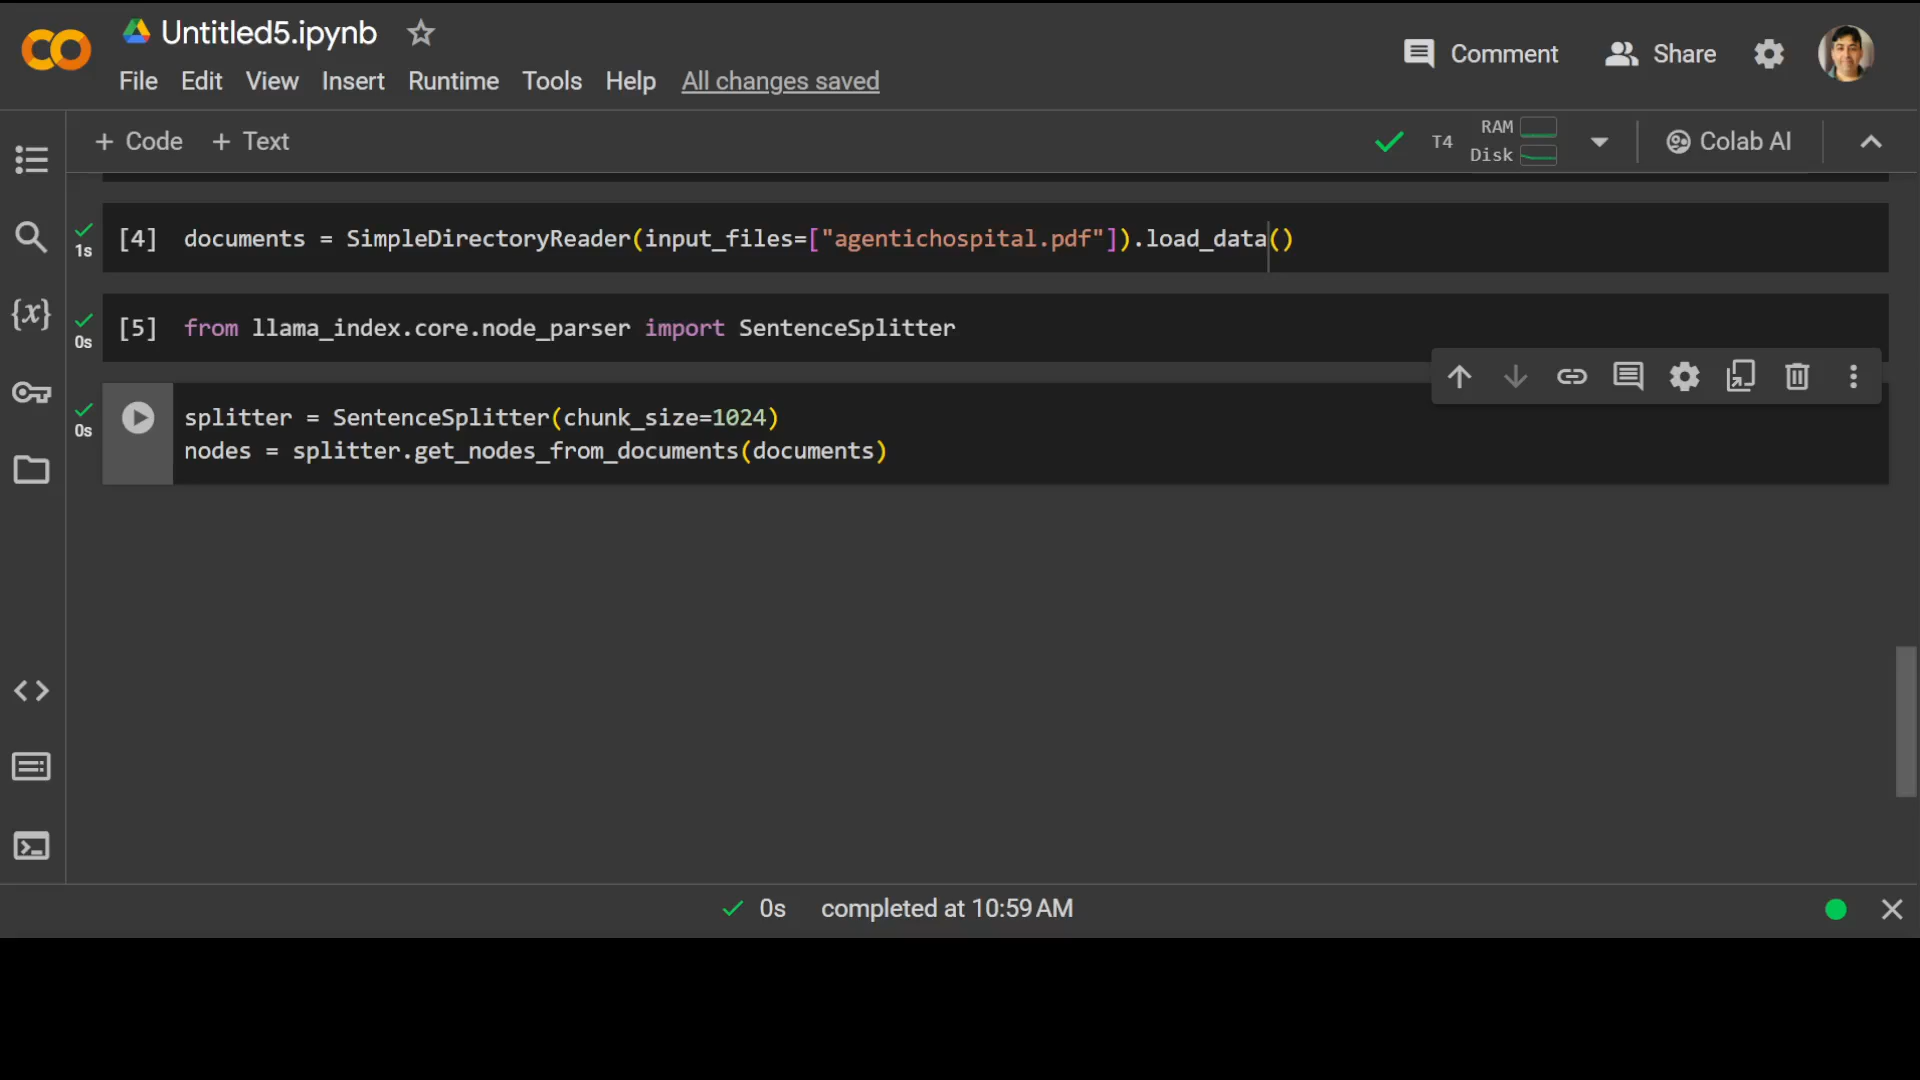 Untitled5.ipynb
Comment
Share
File Edit View Insert Runtime Tools Help All changes saved
+ Code + Text
T4
RAM
Disk
Colab AI
1s
[4] documents = SimpleDirectoryReader(input_files=["agentichospital.pdf"]).load_data()
{x}
0s
[5] from llama_index.core.node_parser import SentenceSplitter
0s
splitter = SentenceSplitter(chunk_size=1024)
nodes = splitter.get_nodes_from_documents(documents)
0s completed at 10:59 AM